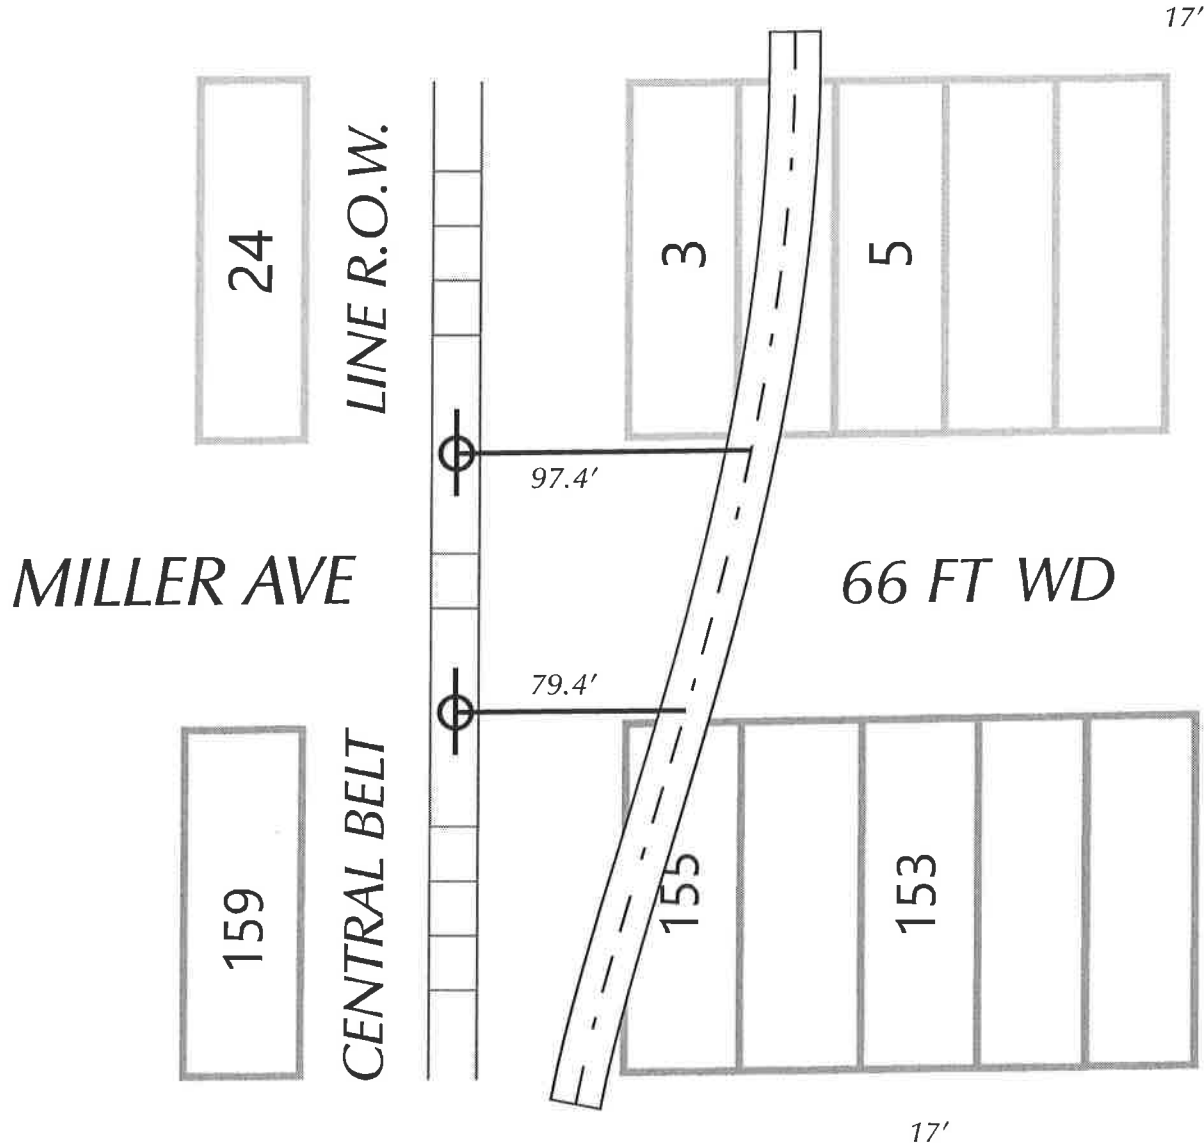 17'
24
LINE R.O.W.
3
5
97.4'
MILLER AVE
66 FT WD
79.4'
159
CENTRAL BELT
155
153
17'